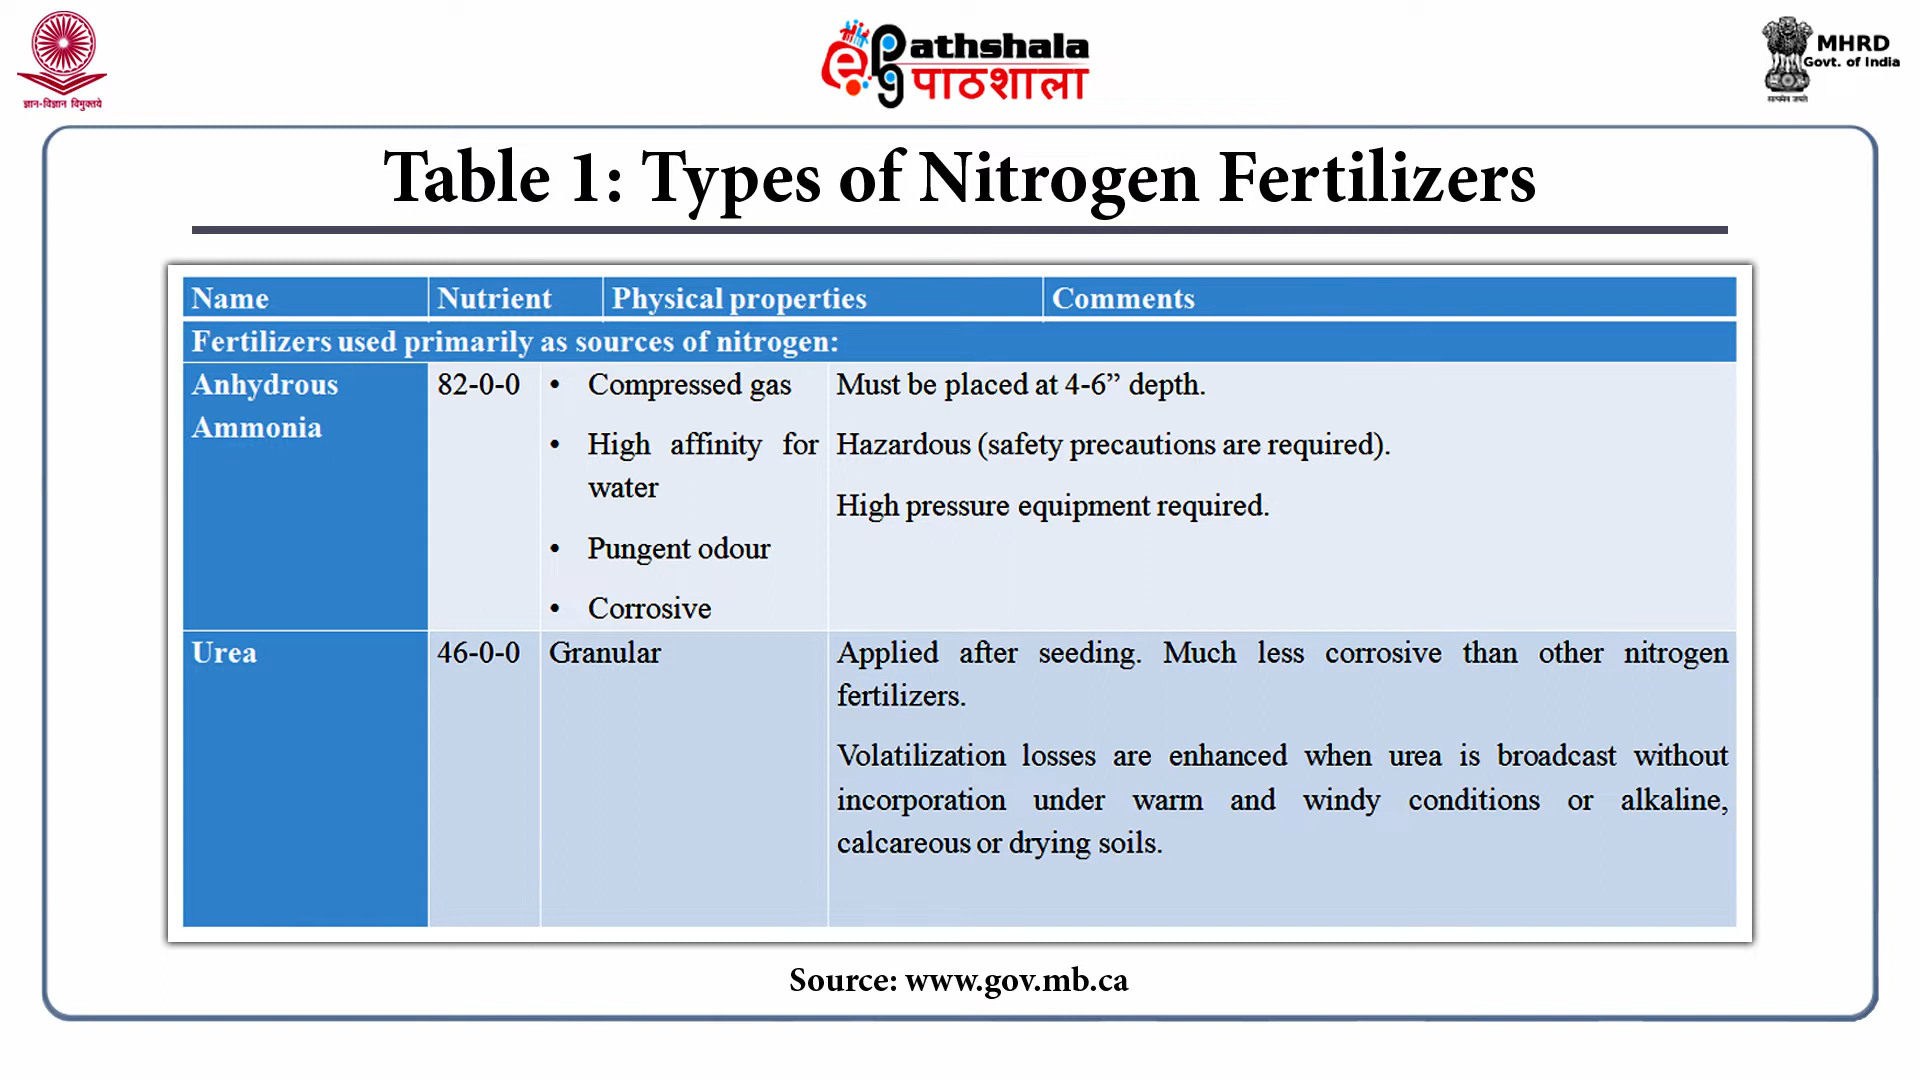 ज्ञान-विज्ञान विमुक्तये
e Pathshala
पाठशाला
MHRD
Govt. of India
सत्यमेव जयते
Table 1: Types of Nitrogen Fertilizers
Name Nutrient Physical properties Comments
Fertilizers used primarily as sources of nitrogen:
Anhydrous Ammonia
82-0-0
• Compressed gas
• High affinity for
water
• Pungent odour
• Corrosive
Must be placed at 4-6” depth.
Hazardous (safety precautions are required).
High pressure equipment required.
Urea
46-0-0
Granular
Applied after seeding. Much less corrosive than other nitrogen
fertilizers.
Volatilization losses are enhanced when urea is broadcast without
incorporation under warm and windy conditions or alkaline,
calcareous or drying soils.
Source: www.gov.mb.ca